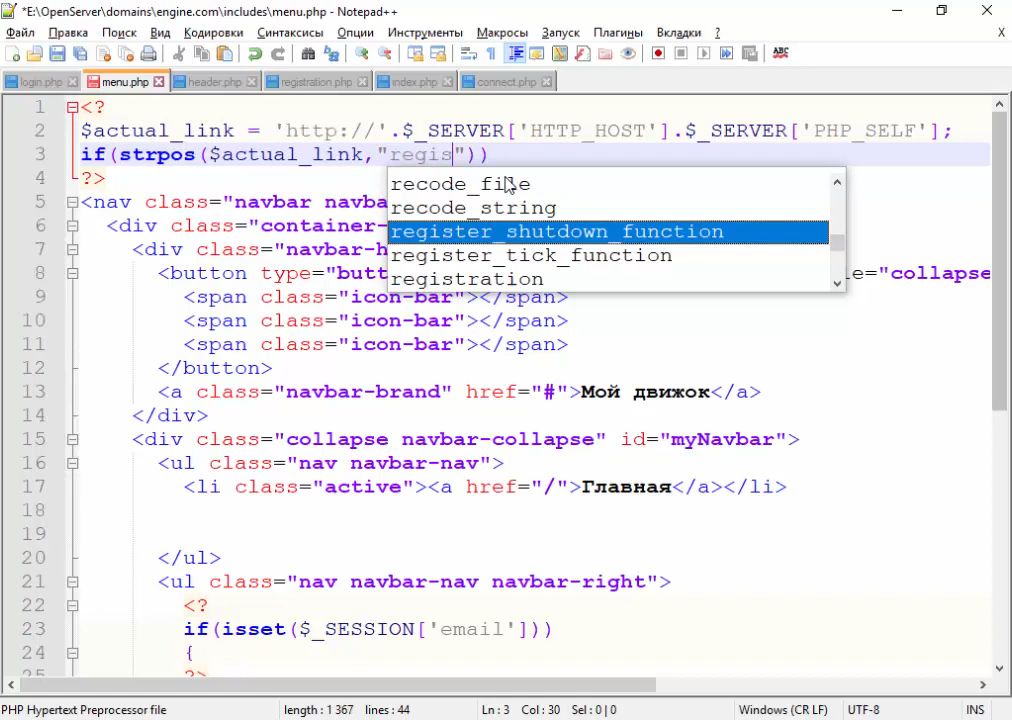 *E:\OpenServer\domains\engine.com\includes\menu.php - Notepad++
Файл Правка Поиск Вид Кодировки Синтаксисы Опции Инструменты Макросы Запуск Плагины Вкладки ? X
login.php menu.php header.php registration.php index.php connect.php
1 <?
2 $actual_link = 'http://'.$_SERVER['HTTP_HOST'].$_SERVER['PHP_SELF'];
3 if(strpos($actual_link,"regis"))
4 ?>
recode_file
recode_string
register_shutdown_function
register_tick_function
registration
5 <nav class="navbar navba
6 <div class="container-
7 <div class="navbar-h
8 <button type="butt e="collapse
9 <span class="icon-bar"></span>
10 <span class="icon-bar"></span>
11 <span class="icon-bar"></span>
12 </button>
13 <a class="navbar-brand" href="#">Мой движок</a>
14 </div>
15 <div class="collapse navbar-collapse" id="myNavbar">
16 <ul class="nav navbar-nav">
17 <li class="active"><a href="/">Главная</a></li>
18
19
20 </ul>
21 <ul class="nav navbar-nav navbar-right">
22 <?
23 if(isset($_SESSION['email']))
24 {
25 ?>
PHP Hypertext Preprocessor file length : 1 367 lines : 44 Ln : 3 Col : 30 Sel : 0 | 0 Windows (CR LF) UTF-8 INS